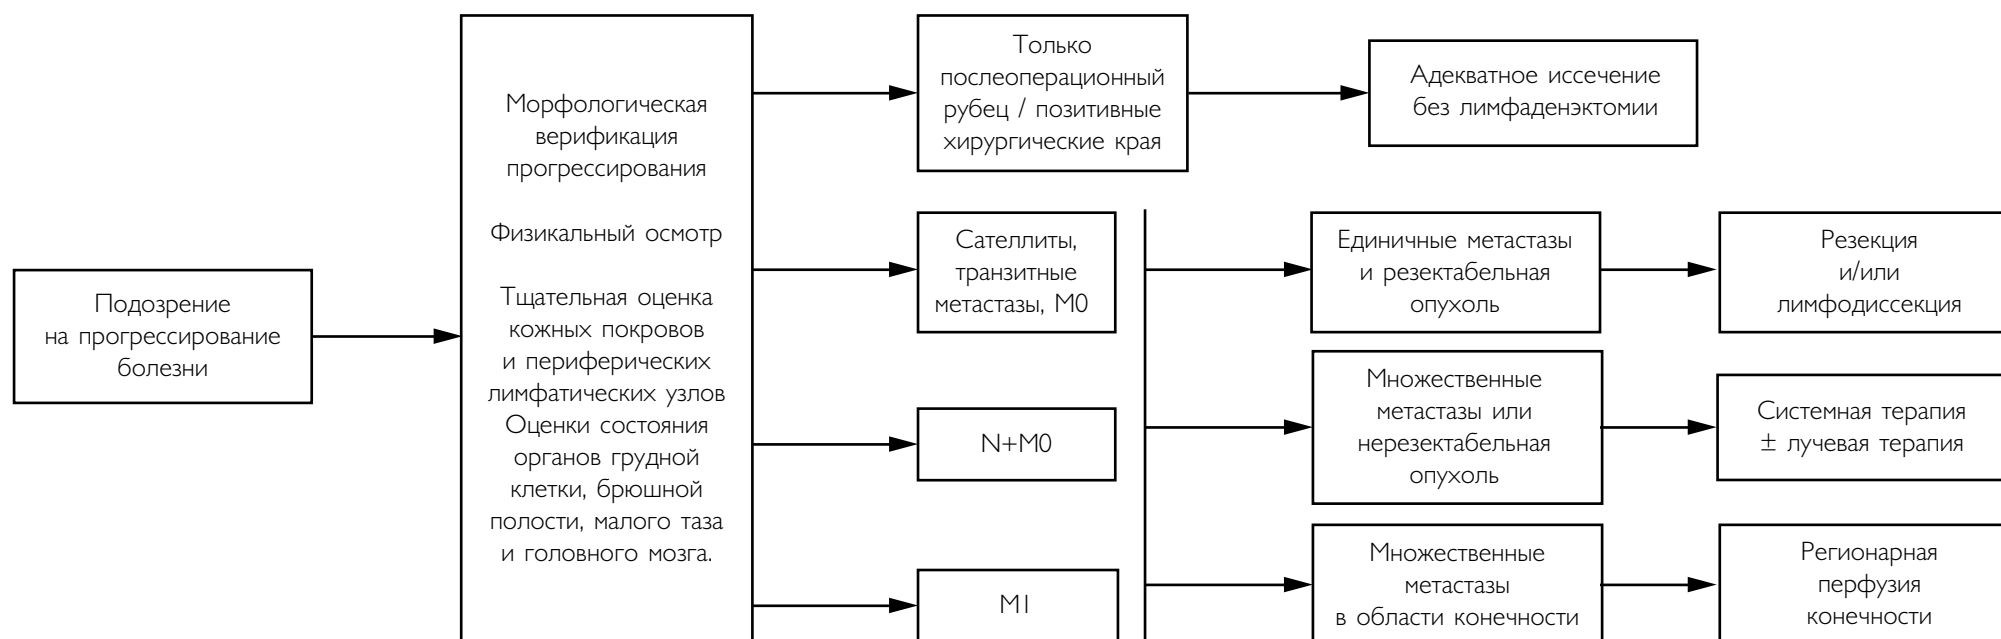 Подозрение
на прогрессирование
болезни
Морфологическая
верификация
прогрессирования
Физикальный осмотр
Тщательная оценка
кожных покровов
и периферических
лимфатических узлов
Оценки состояния
органов грудной
клетки, брюшной
полости, малого таза
и головного мозга.
Только
послеоперационный
рубец / позитивные
хирургические края
Адекватное иссечение
без лимфаденэктомии
Сателлиты,
транзитные
метастазы, M0
N+M0
M1
Единичные метастазы
и резектабельная
опухоль
Резекция
и/или
лимфодиссекция
Множественные
метастазы или
нерезектабельная
опухоль
Системная терапия
± лучевая терапия
Множественные
метастазы
в области конечности
Регионарная
перфузия
конечности